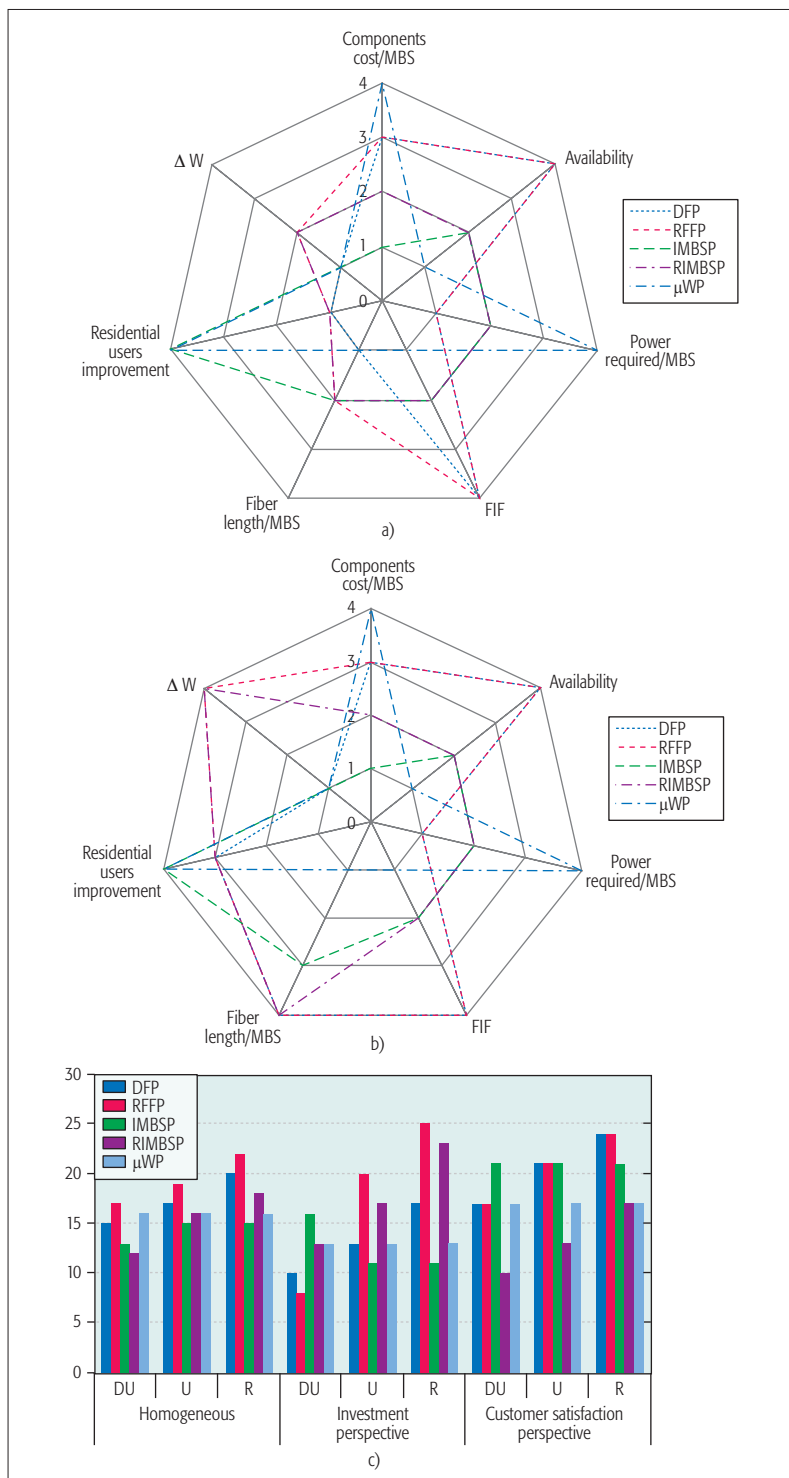 Components
cost/MBS
4
Δ W
3
Availability
2
DFP
RFFP
IMBSP
RIMBSP
μWP
1
0
Residential
users
improvement
Power
required/MBS
Fiber
length/MBS
FIF
a)
Components
cost/MBS
4
Δ W
3
Availability
2
DFP
RFFP
IMBSP
RIMBSP
μWP
1
0
Residential
users
improvement
Power
required/MBS
Fiber
length/MBS
FIF
b)
30
25
20
15
10
5
0
DFP
RFFP
IMBSP
RIMBSP
μWP
DU U R DU U R DU U R
Homogeneous
Investment
perspective
Customer satisfaction
perspective
c)